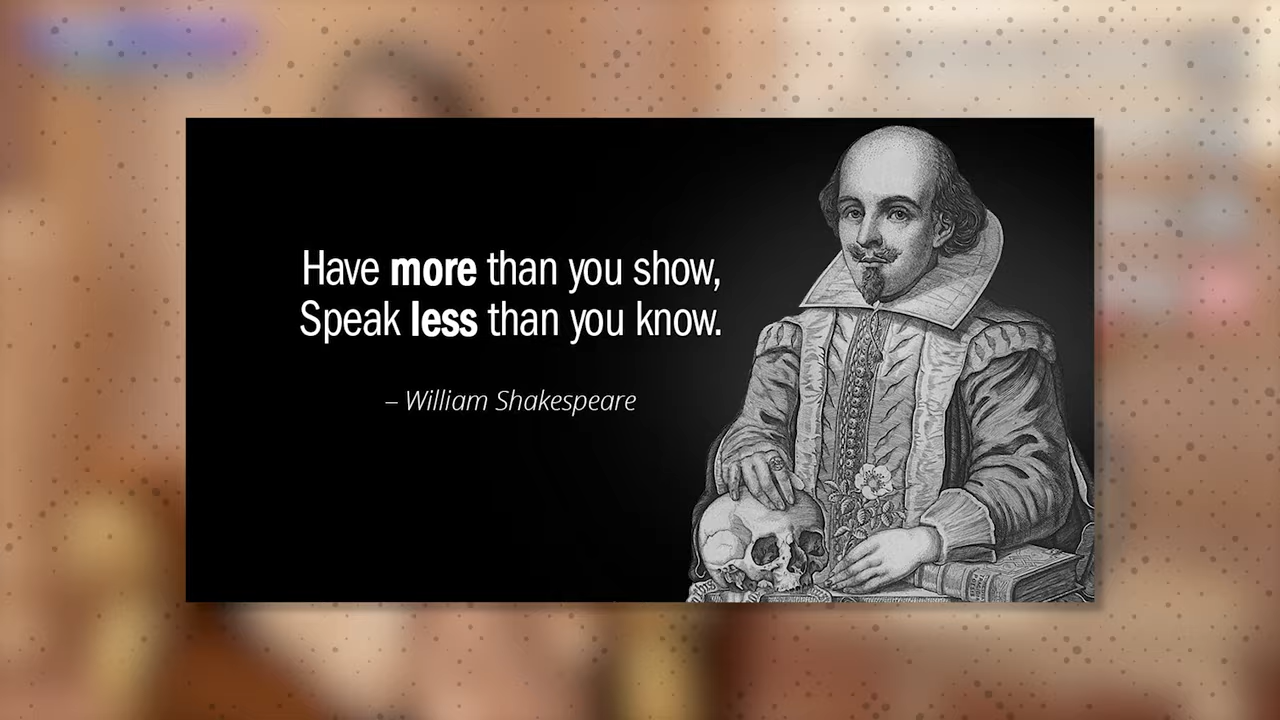 Have more than you show,
Speak less than you know.
– William Shakespeare